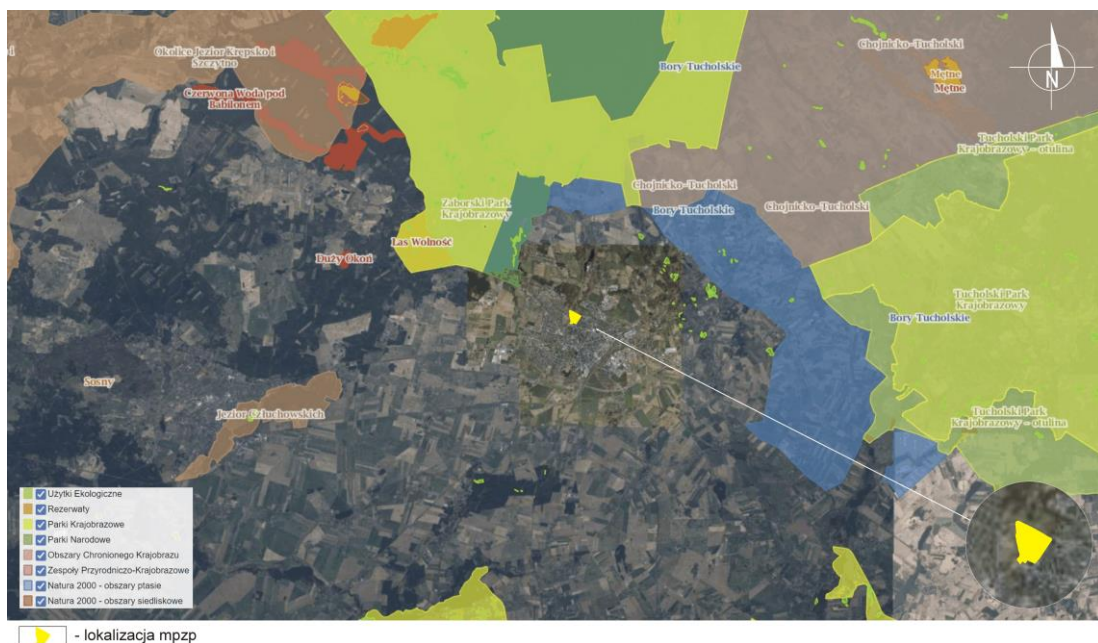 Okolice Jezior Krępsko i
Szczytno
Chojnicko-Tucholski
Bory Tucholskie
Mętne
Mętne
N
Czerwona Woda pod
Babilonem
Tucholski Park
Krajobrazowy - otulina
Chojnicko-Tucholski
Zaborski Park
Krajobrazowy
Bory Tucholskie
Chojnicko-Tucholski
Las Wolność
Duży Okoń
Tucholski Park
Krajobrazowy
Bory Tucholskie
Sosny
Jezior Człuchowskich
Tucholski Park
Krajobrazowy - otulina
Użytki Ekologiczne
Rezerwaty
Parki Krajobrazowe
Parki Narodowe
Obszary Chronionego Krajobrazu
Zespoły Przyrodniczo-Krajobrazowe
Natura 2000 - obszary ptasie
Natura 2000 - obszary siedliskowe
- lokalizacja mpzp